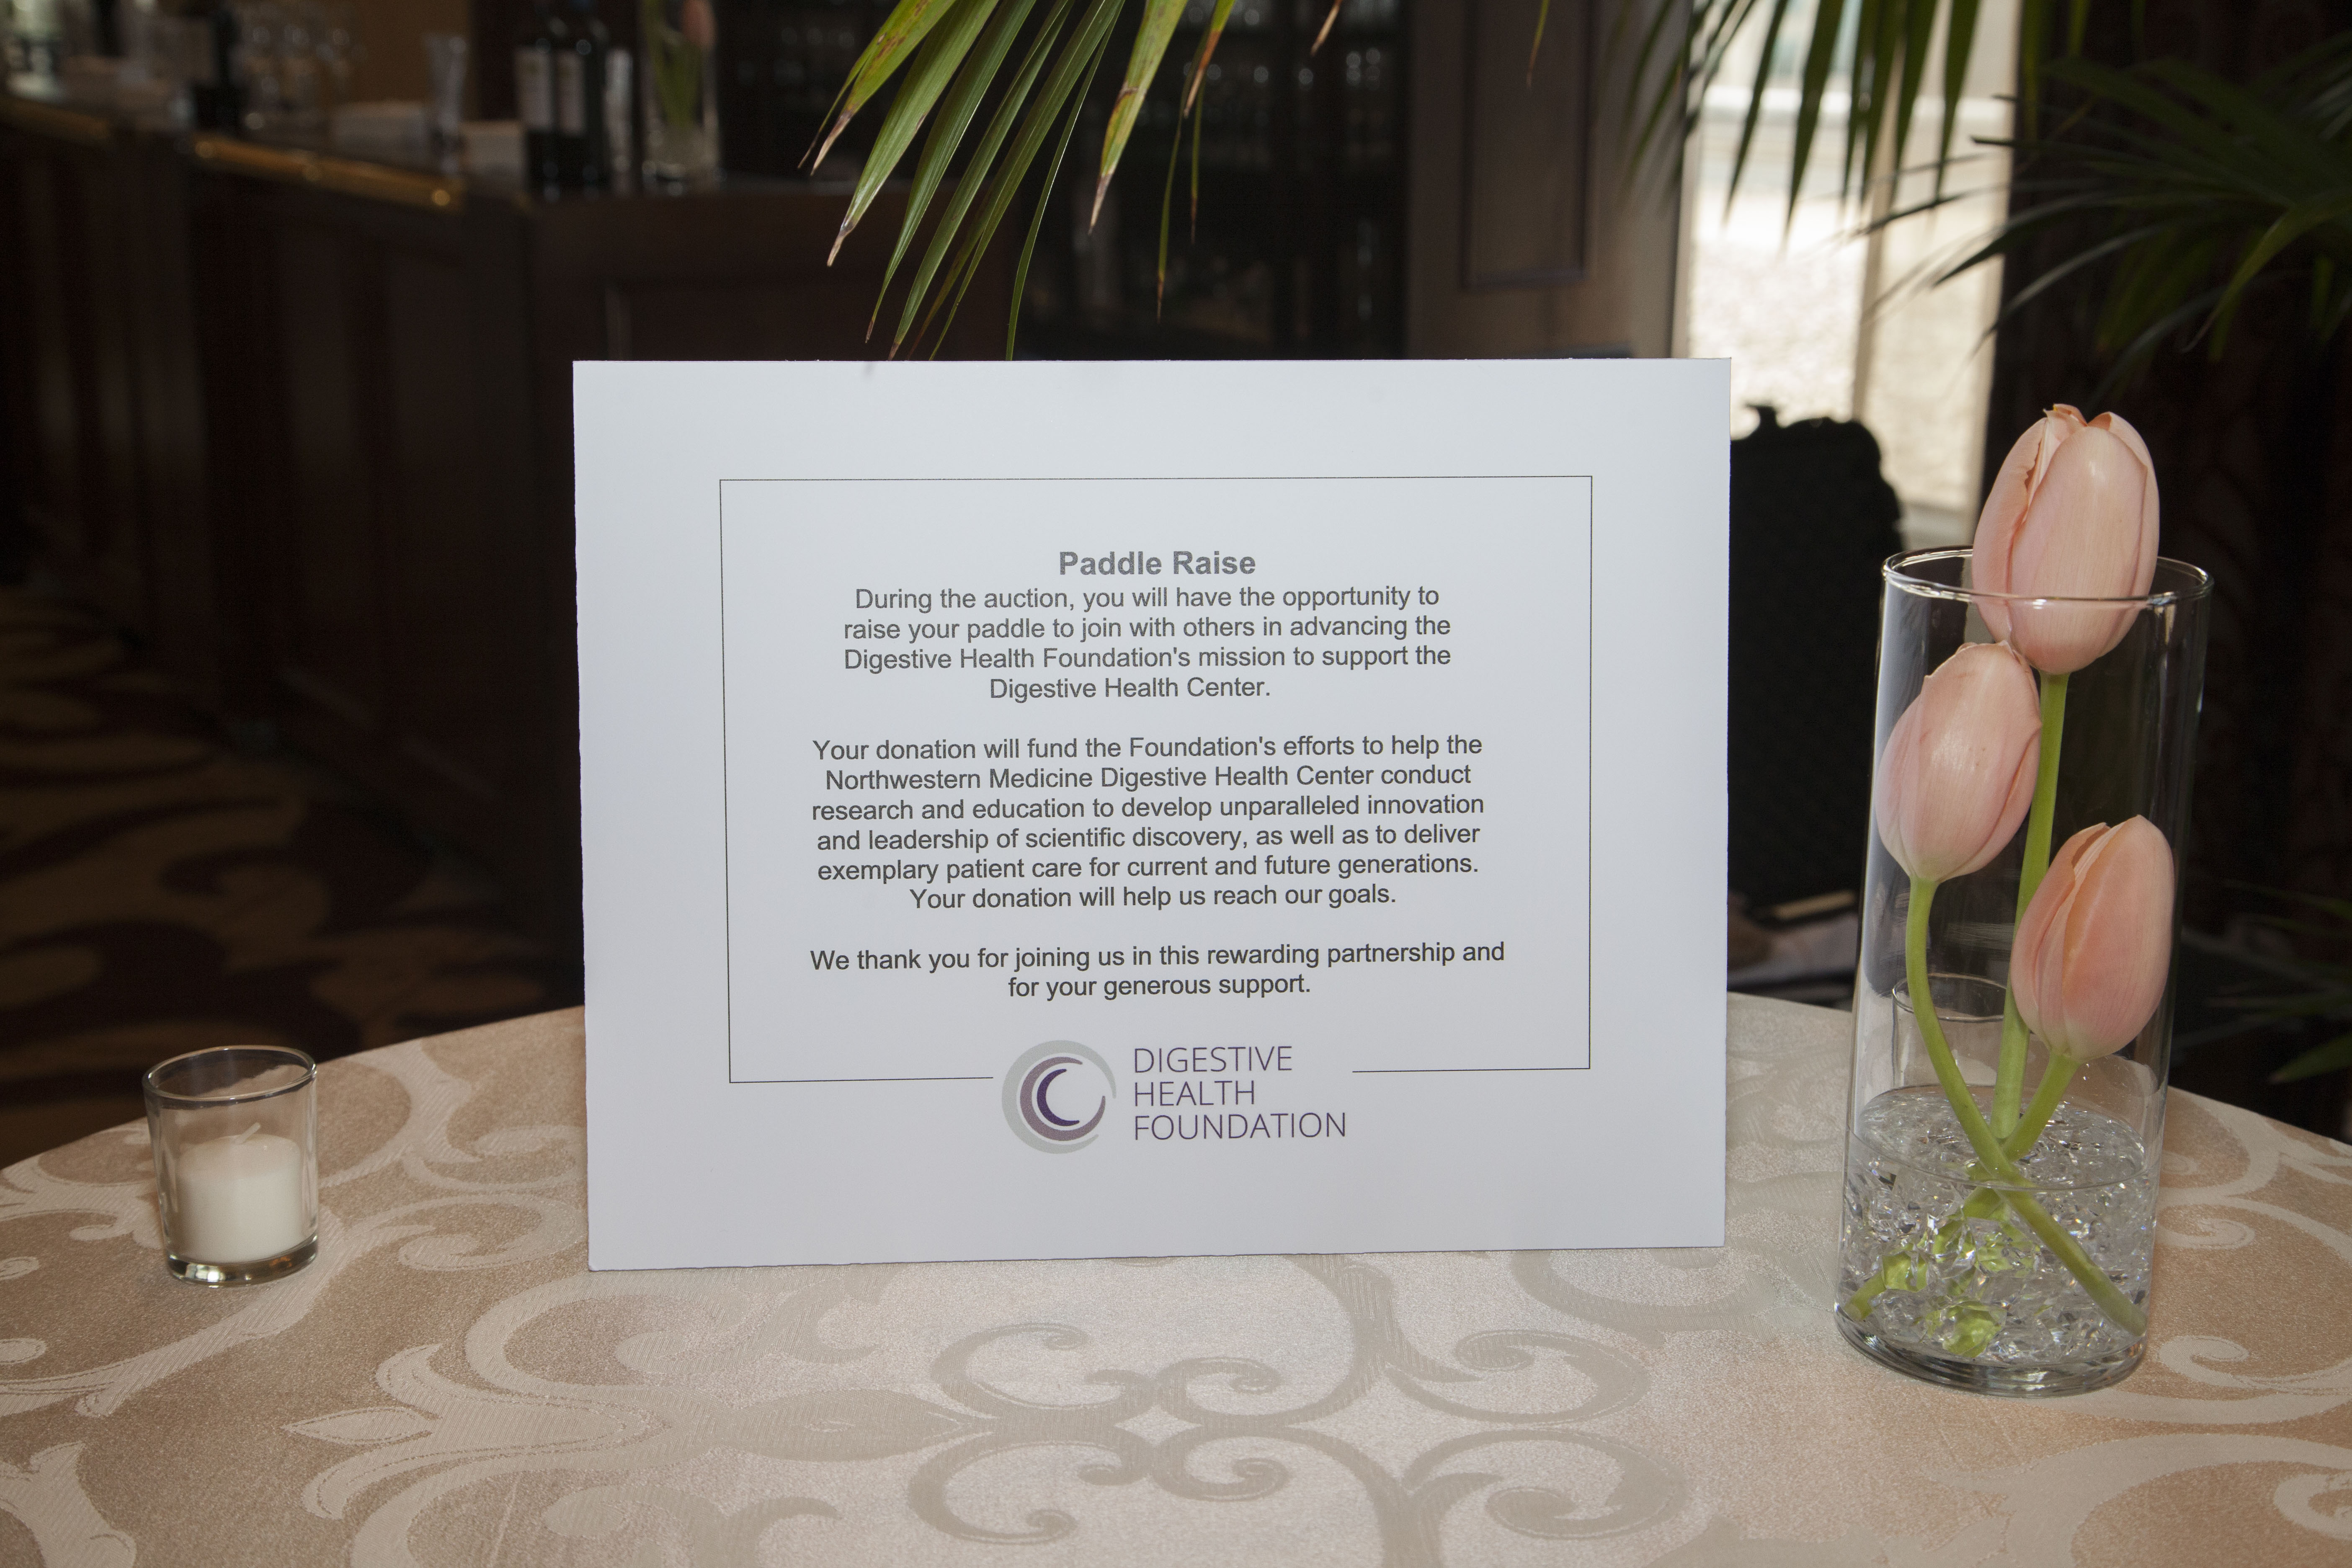 Paddle Raise
During the auction, you will have the opportunity to
raise your paddle to join with others in advancing the
Digestive Health Foundation's mission to support the
Digestive Health Center.
Your donation will fund the Foundation's efforts to help the
Northwestern Medicine Digestive Health Center conduct
research and education to develop unparalleled innovation
and leadership of scientific discovery, as well as to deliver
exemplary patient care for current and future generations.
Your donation will help us reach our goals.
We thank you for joining us in this rewarding partnership and
for your generous support.
DIGESTIVE
HEALTH
FOUNDATION